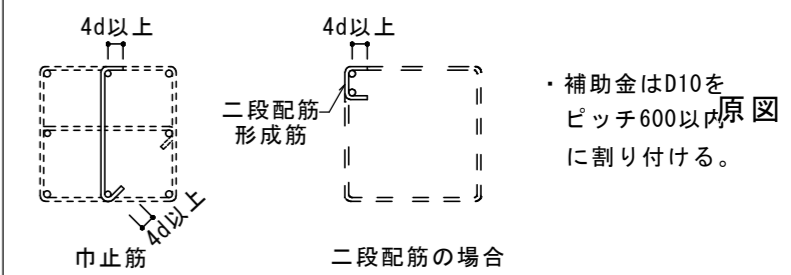 4d以上
4d以上
二段配筋
形成筋
・補助金はD10を
ピッチ600以内
に割り付ける。
原図
4d以上
巾止筋
二段配筋の場合